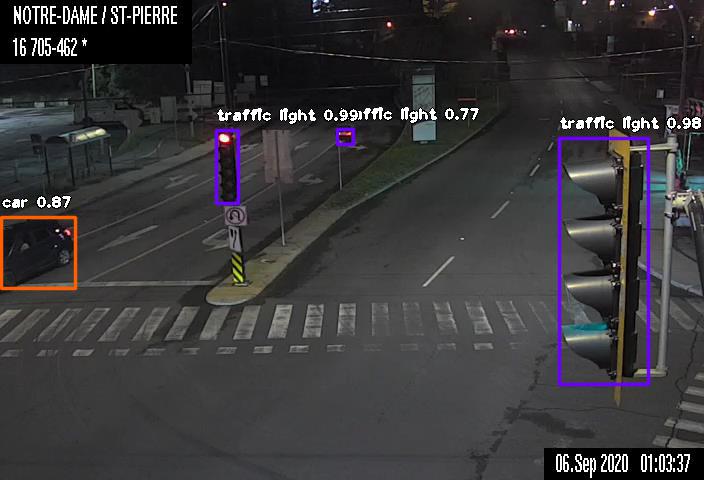 NOTRE-DAME / ST-PIERRE
16 705-462 *
traffic light 0.99
ffic light 0.77
traffic light 0.98
car 0.87
06.Sep 2020 01:03:37